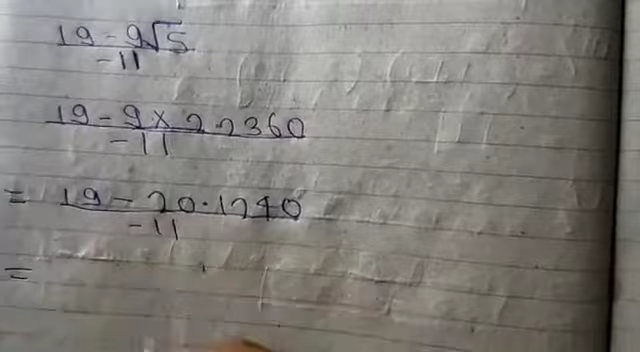 19 - 9√5
-11
19 - 9 × 2.2360
-11
= 19 - 20.1240
-11
=